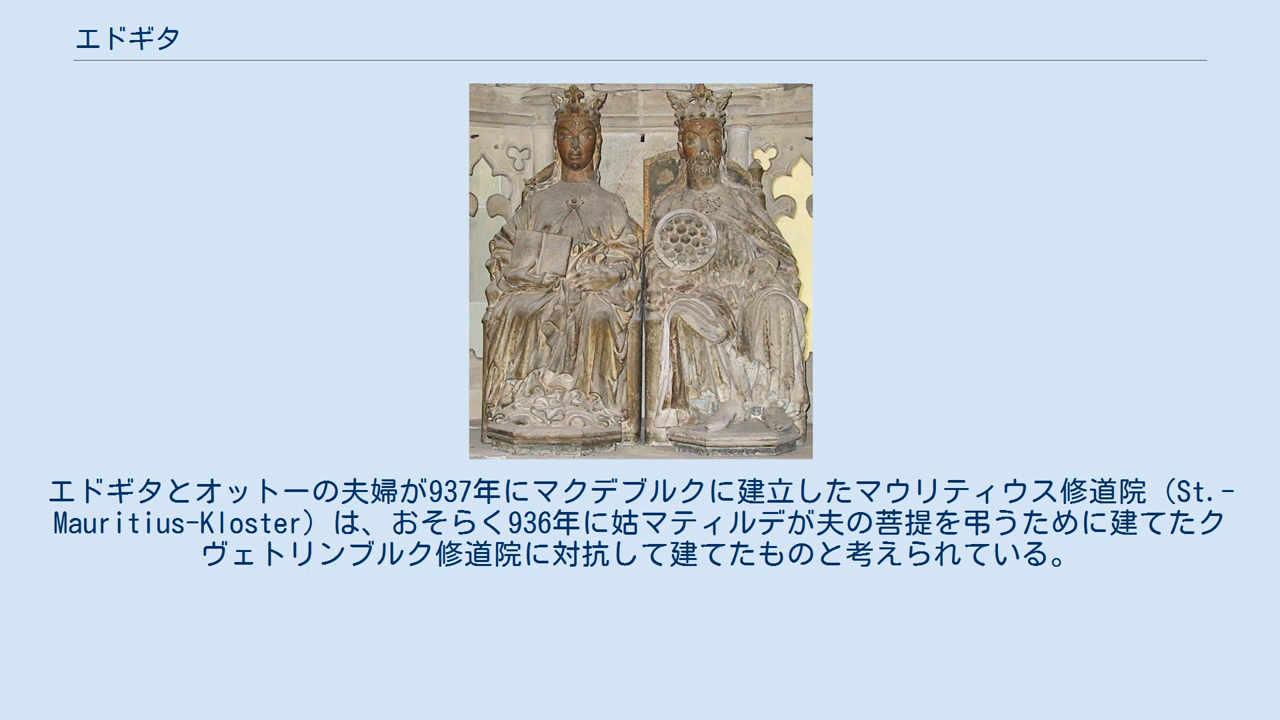 エドギタ
エドギタとオットーの夫婦が937年にマクデブルクに建立したマウリティウス修道院（St.-
Mauritius-Kloster）は、おそらく936年に姑マティルデが夫の菩提を弔うために建てたク
ヴェトリンブルク修道院に対抗して建てたものと考えられている。